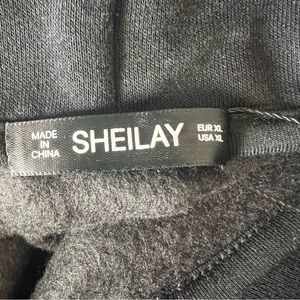 MADE IN CHINA
SHEILAY
EUR XL
USA XL